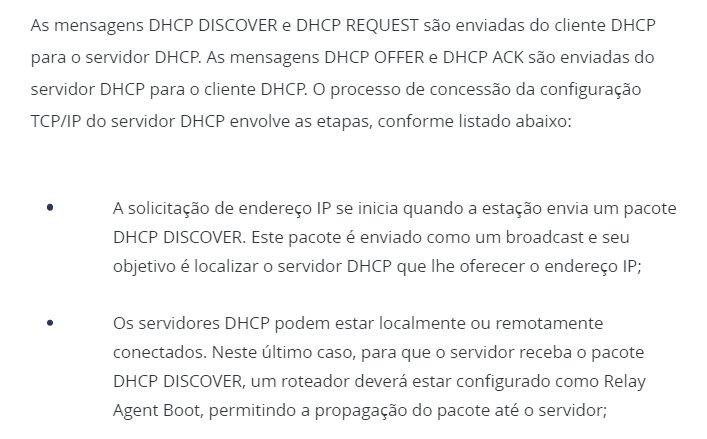 As mensagens DHCP DISCOVER e DHCP REQUEST são enviadas do cliente DHCP
para o servidor DHCP. As mensagens DHCP OFFER e DHCP ACK são enviadas do
servidor DHCP para o cliente DHCP. O processo de concessão da configuração
TCP/IP do servidor DHCP envolve as etapas, conforme listado abaixo:
• A solicitação de endereço IP se inicia quando a estação envia um pacote
DHCP DISCOVER. Este pacote é enviado como um broadcast e seu
objetivo é localizar o servidor DHCP que lhe oferecer o endereço IP;
• Os servidores DHCP podem estar localmente ou remotamente
conectados. Neste último caso, para que o servidor receba o pacote
DHCP DISCOVER, um roteador deverá estar configurado como Relay
Agent Boot, permitindo a propagação do pacote até o servidor;